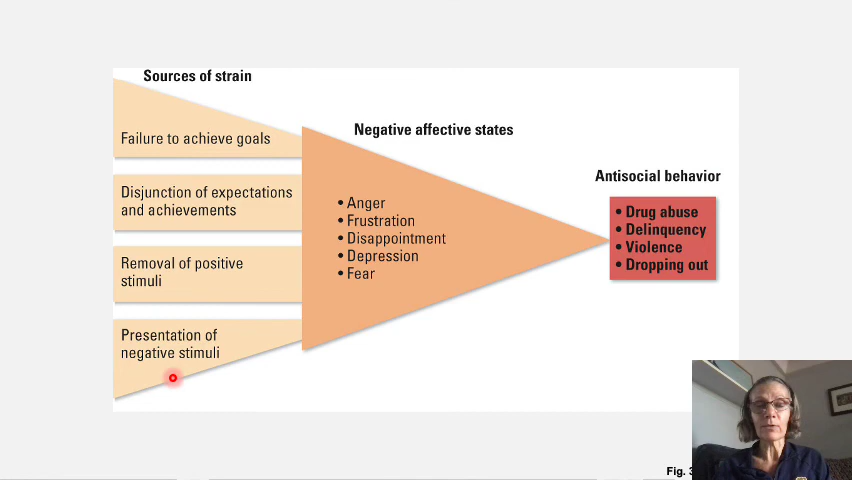 Sources of strain
Failure to achieve goals
Disjunction of expectations
and achievements
Removal of positive
stimuli
Presentation of
negative stimuli
Negative affective states
• Anger
• Frustration
• Disappointment
• Depression
• Fear
Antisocial behavior
• Drug abuse
• Delinquency
• Violence
• Dropping out
Fig.